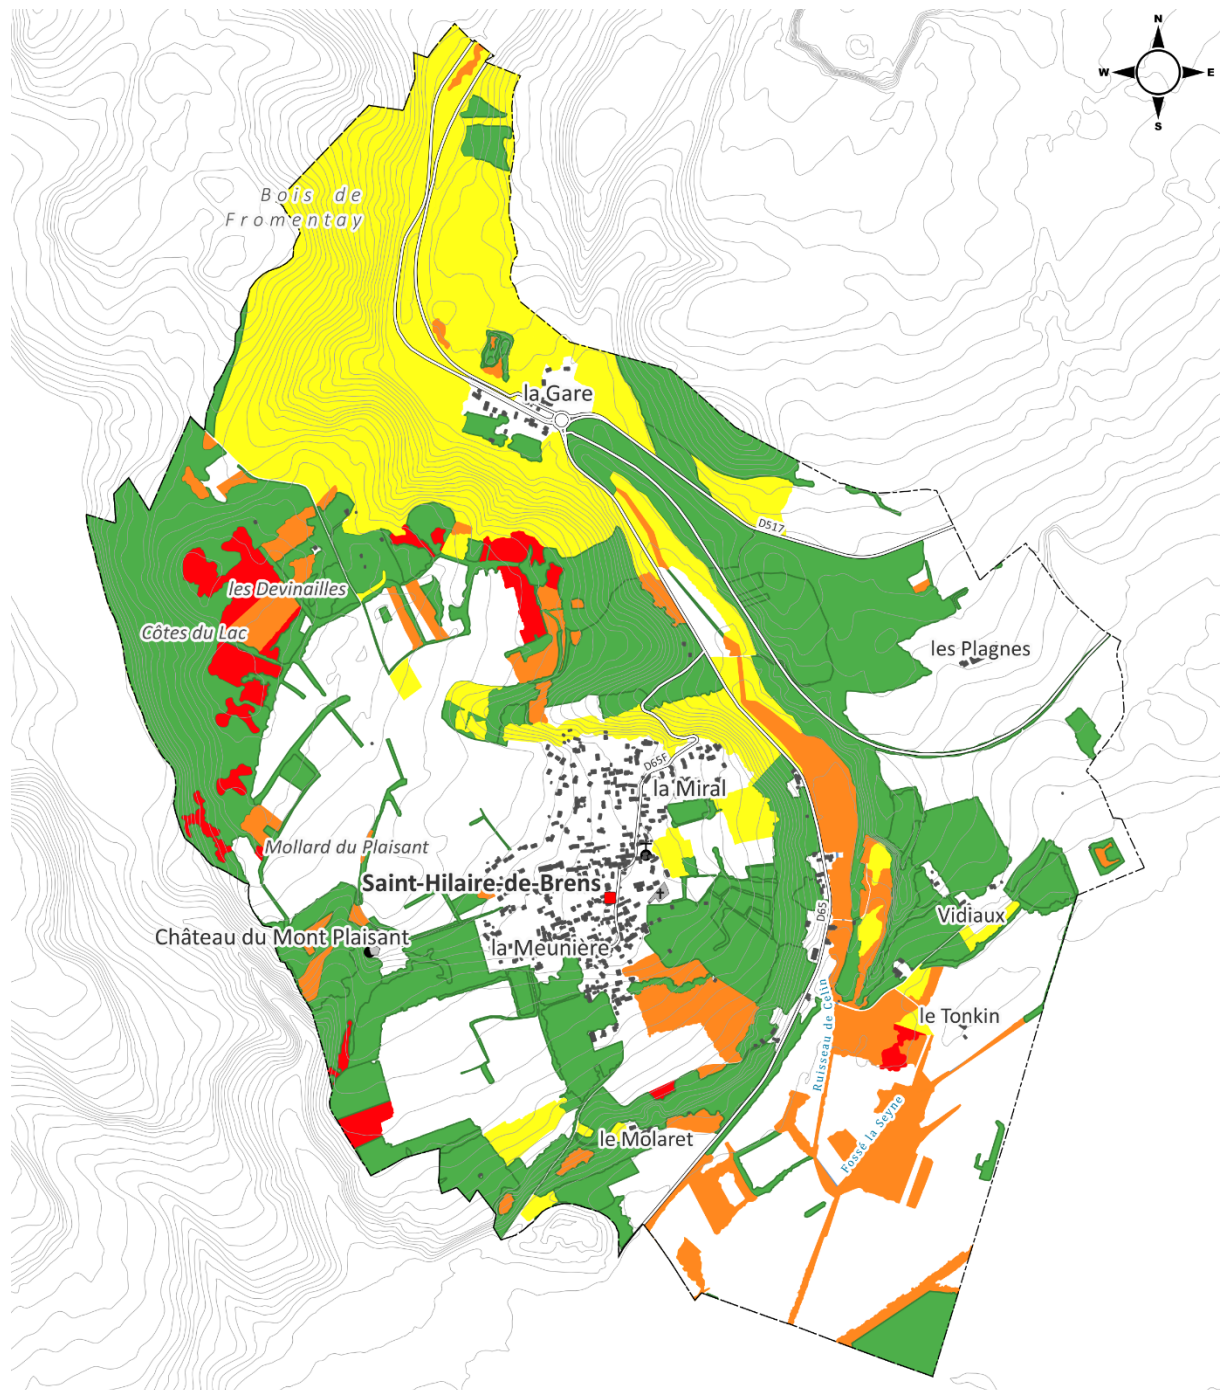 N
W
E
S
Bois de
Fromentay
la Gare
D517
les Devinailles
Côtes du Lac
les Plagnes
D65F
la Miral
Mollard du Plaisant
Saint-Hilaire-de-Brens
D65
Vidiaux
Château du Mont Plaisant
la Meunière
Ruisseau de Célin
le Tonkin
Fossé la Seyne
le Molaret